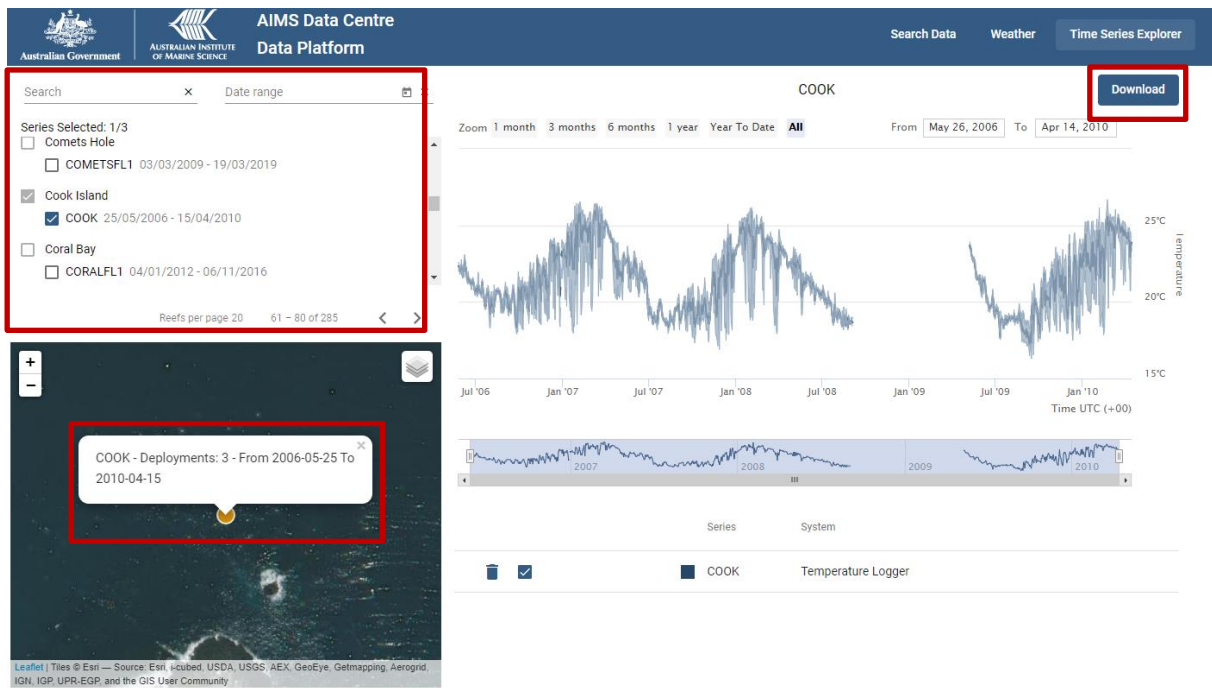 Australian Government
AUSTRALIAN INSTITUTE
OF MARINE SCIENCE
AIMS Data Centre
Data Platform
Search Data
Weather
Time Series Explorer
Search
Date range
Series Selected: 1/3
Comets Hole
COMETSFL1 03/03/2009 - 19/03/2019
Cook Island
COOK 25/05/2006 - 15/04/2010
Coral Bay
CORALFL1 04/01/2012 - 06/11/2016
Reefs per page 20 61 – 80 of 285
+
−
COOK - Deployments: 3 - From 2006-05-25 To
2010-04-15
Leaflet | Tiles © Esri — Source: Esri, i-cubed, USDA, USGS, AEX, GeoEye, Getmapping, Aerogrid,
IGN, IGP, UPR-EGP, and the GIS User Community
COOK
Download
Zoom 1 month 3 months 6 months 1 year Year To Date All
From May 26, 2006 To Apr 14, 2010
25°C
20°C
15°C
Temperature
Jul '06 Jan '07 Jul '07 Jan '08 Jul '08 Jan '09 Jul '09 Jan '10
Time UTC (+00)
2007 2008 2009 2010
Series System
COOK Temperature Logger